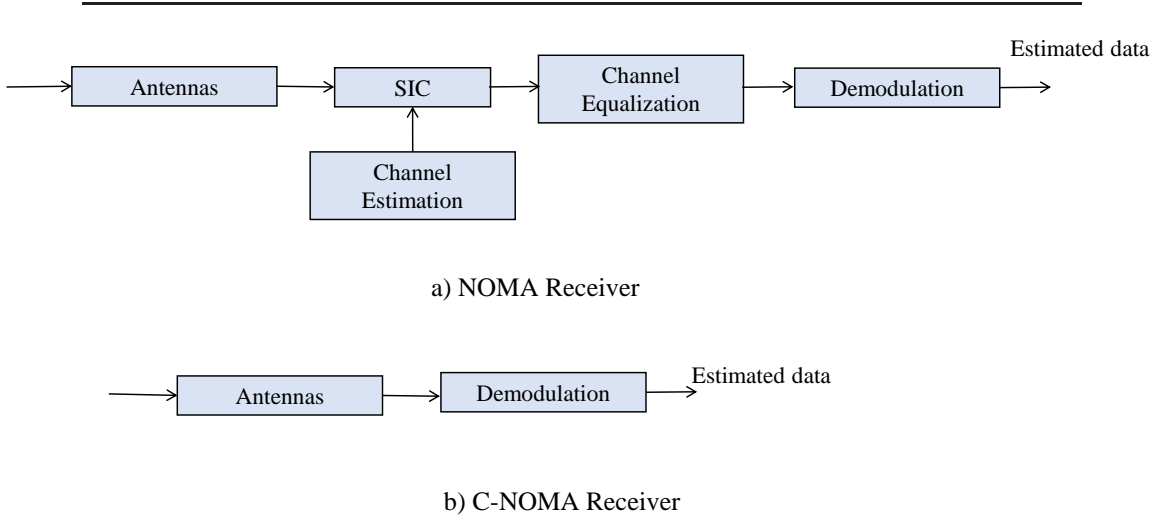 Estimated data
Antennas
SIC
Channel
Equalization
Demodulation
Channel
Estimation
a) NOMA Receiver
Antennas
Demodulation
Estimated data
b) C-NOMA Receiver